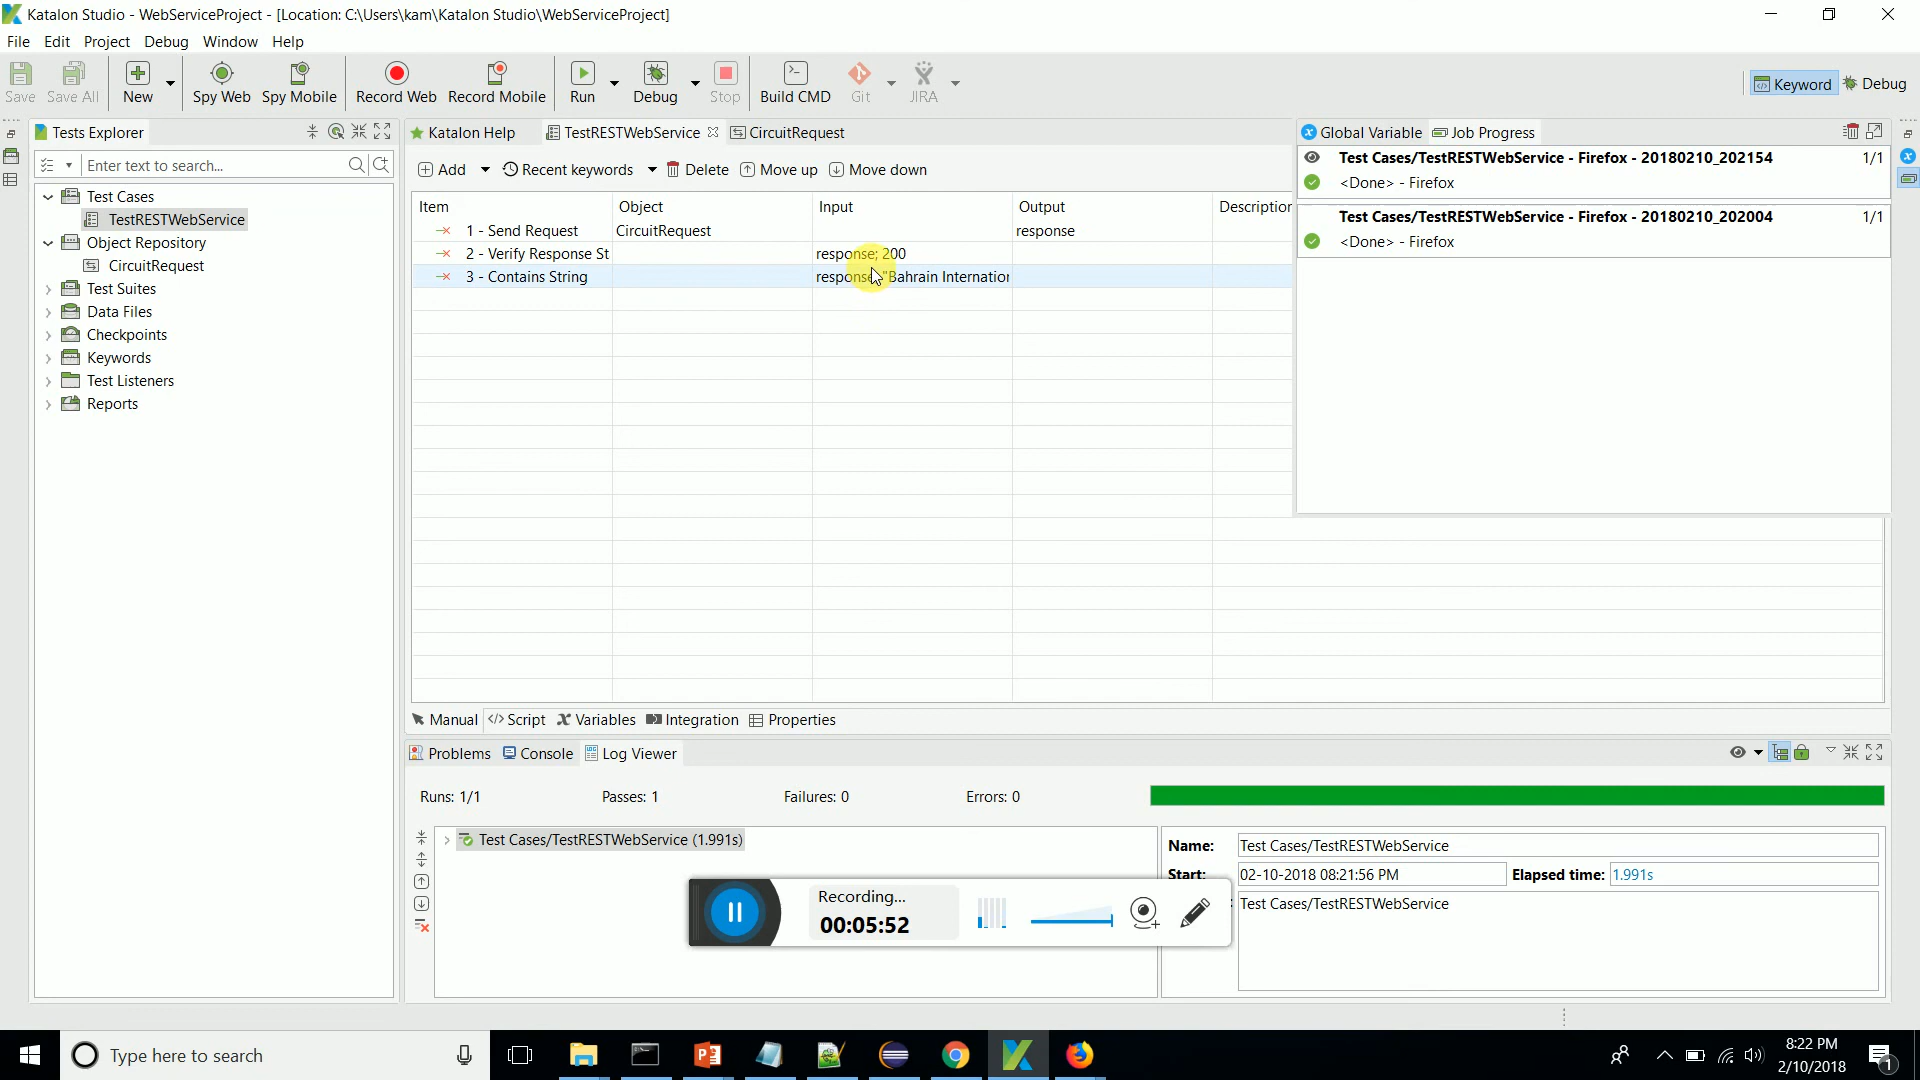 Katalon Studio - WebServiceProject - [Location: C:\Users\kam\Katalon Studio\WebServiceProject]
File Edit Project Debug Window Help
Save Save All New Spy Web Spy Mobile Record Web Record Mobile Run Debug Stop Build CMD Git JIRA Keyword Debug
Tests Explorer
Enter text to search...
Test Cases
TestRESTWebService
Object Repository
CircuitRequest
Test Suites
Data Files
Checkpoints
Keywords
Test Listeners
Reports
Katalon Help TestRESTWebService CircuitRequest
Add Recent keywords Delete Move up Move down
Item Object Input Output Description
1 - Send Request CircuitRequest response
2 - Verify Response St response; 200
3 - Contains String response; "Bahrain Internation
Global Variable Job Progress
Test Cases/TestRESTWebService - Firefox - 20180210_202154 1/1
<Done> - Firefox
Test Cases/TestRESTWebService - Firefox - 20180210_202004 1/1
<Done> - Firefox
Manual </> Script Variables Integration Properties
Problems Console Log Viewer
Runs: 1/1 Passes: 1 Failures: 0 Errors: 0
Test Cases/TestRESTWebService (1.991s)
Name: Test Cases/TestRESTWebService
Start: 02-10-2018 08:21:56 PM Elapsed time: 1.991s
Test Cases/TestRESTWebService
Recording...
00:05:52
Type here to search
8:22 PM
2/10/2018
1